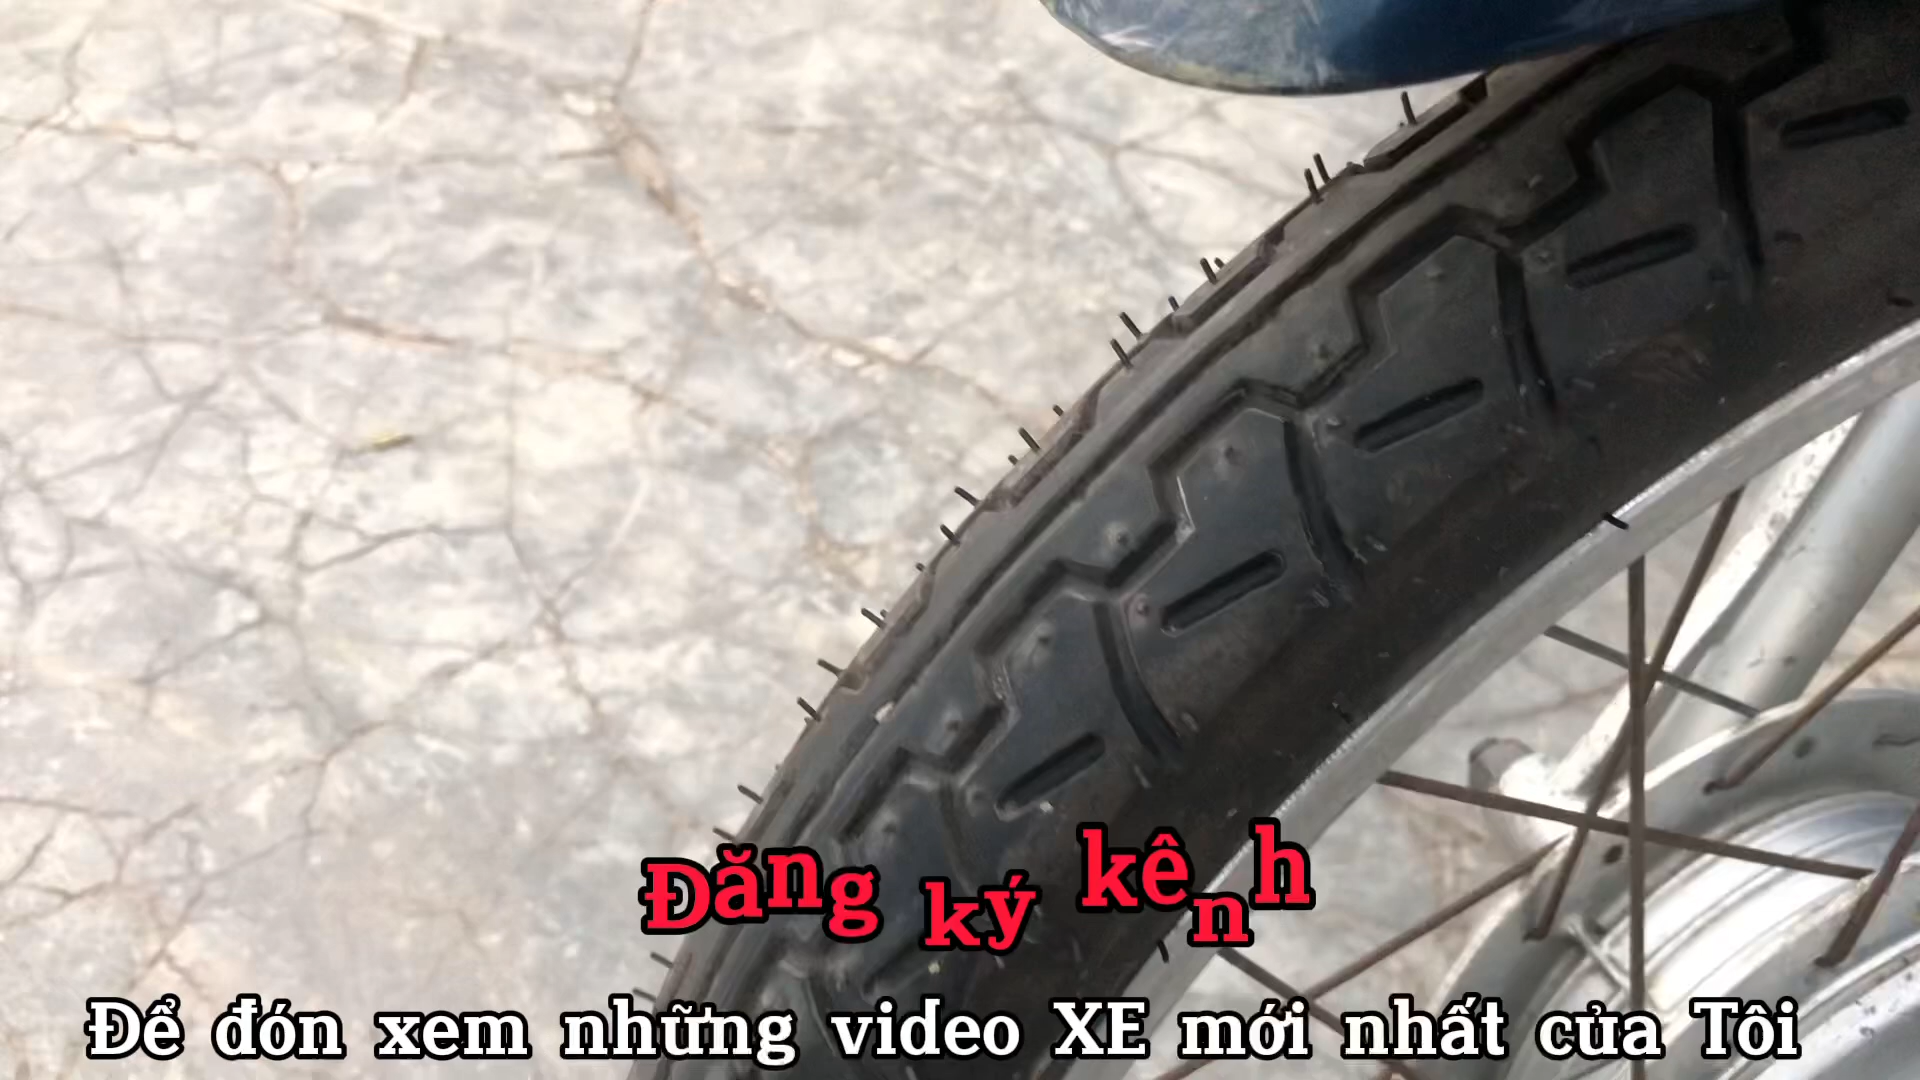 Đăng ký kênh
Để đón xem những video XE mới nhất của Tôi